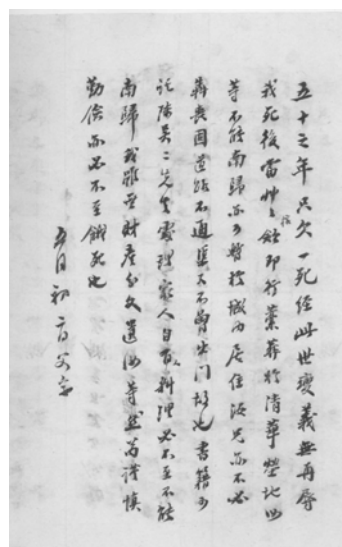 五十之年只欠一死經此世變義無再辱
我死後當草草棺斂即行藁葬於清華塋地汝
等不能南歸亦可暫於城內居住汝兄亦不必
奔喪因道路不通渠又不曾出門故也書籍可
託陳吳二先生處理家人自有人料理必不至不能
南歸我雖無財產分文遺汝等然苟謹慎
勤儉亦必不至餓死也
五月初二日父字